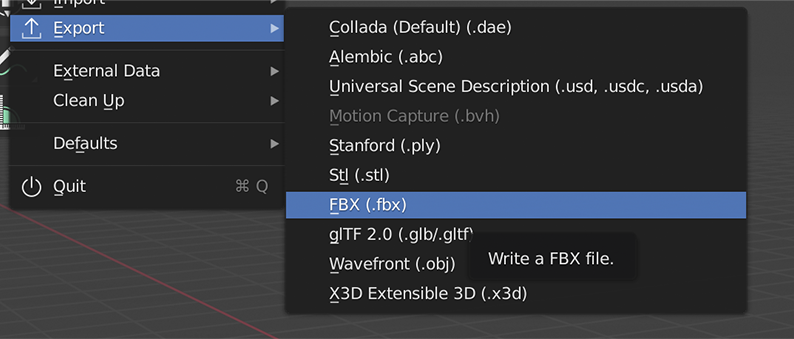 Import
Export
External Data
Clean Up
Defaults
Quit ⌘ Q
Collada (Default) (.dae)
Alembic (.abc)
Universal Scene Description (.usd, .usdc, .usda)
Motion Capture (.bvh)
Stanford (.ply)
Stl (.stl)
FBX (.fbx)
glTF 2.0 (.glb/.gltf)
Wavefront (.obj)
Write a FBX file.
X3D Extensible 3D (.x3d)